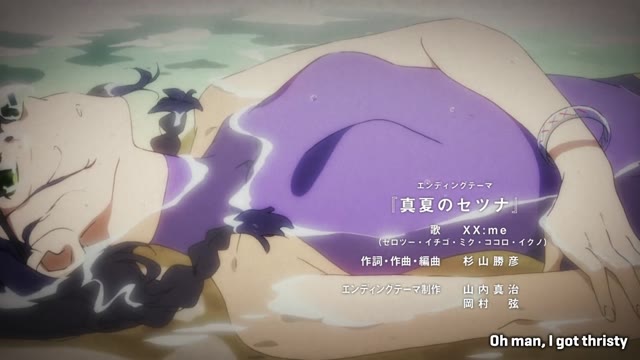 エンディングテーマ
『真夏のセツナ』
歌 XX:me
(ゼロツー・イチゴ・ミク・ココロ・イクノ)
作詞・作曲・編曲 杉山勝彦
エンディングテーマ制作 山内真治
岡村 弦
Oh man, I got thristy